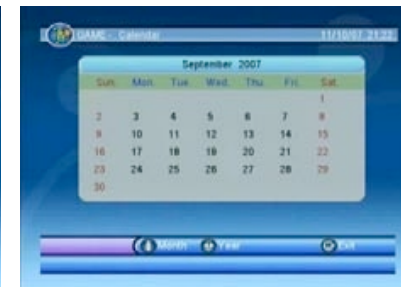 GAME - Calendar 11/10/07 21:22
September 2007
Sun. Mon. Tue. Wed. Thu. Fri. Sat.
1
2 3 4 5 6 7 8
9 10 11 12 13 14 15
16 17 18 19 20 21 22
23 24 25 26 27 28 29
30
Month Year Exit